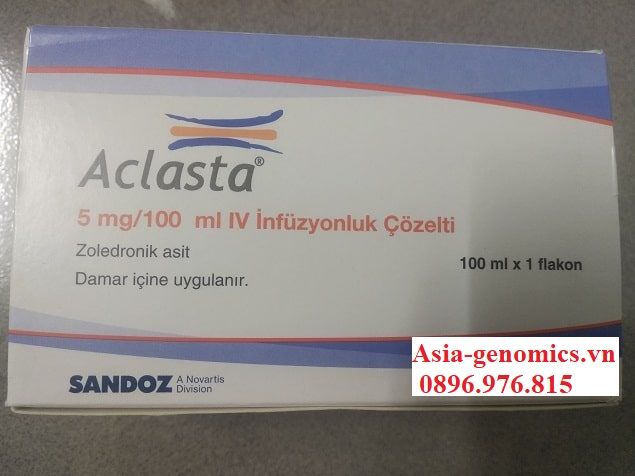 Aclasta®
5 mg/100 ml IV İnfüzyonluk Çözelti
Zoledronik asit
Damar içine uygulanır.
100 ml x 1 flakon
SANDOZ A Novartis
Division
Asia-genomics.vn
0896.976.815